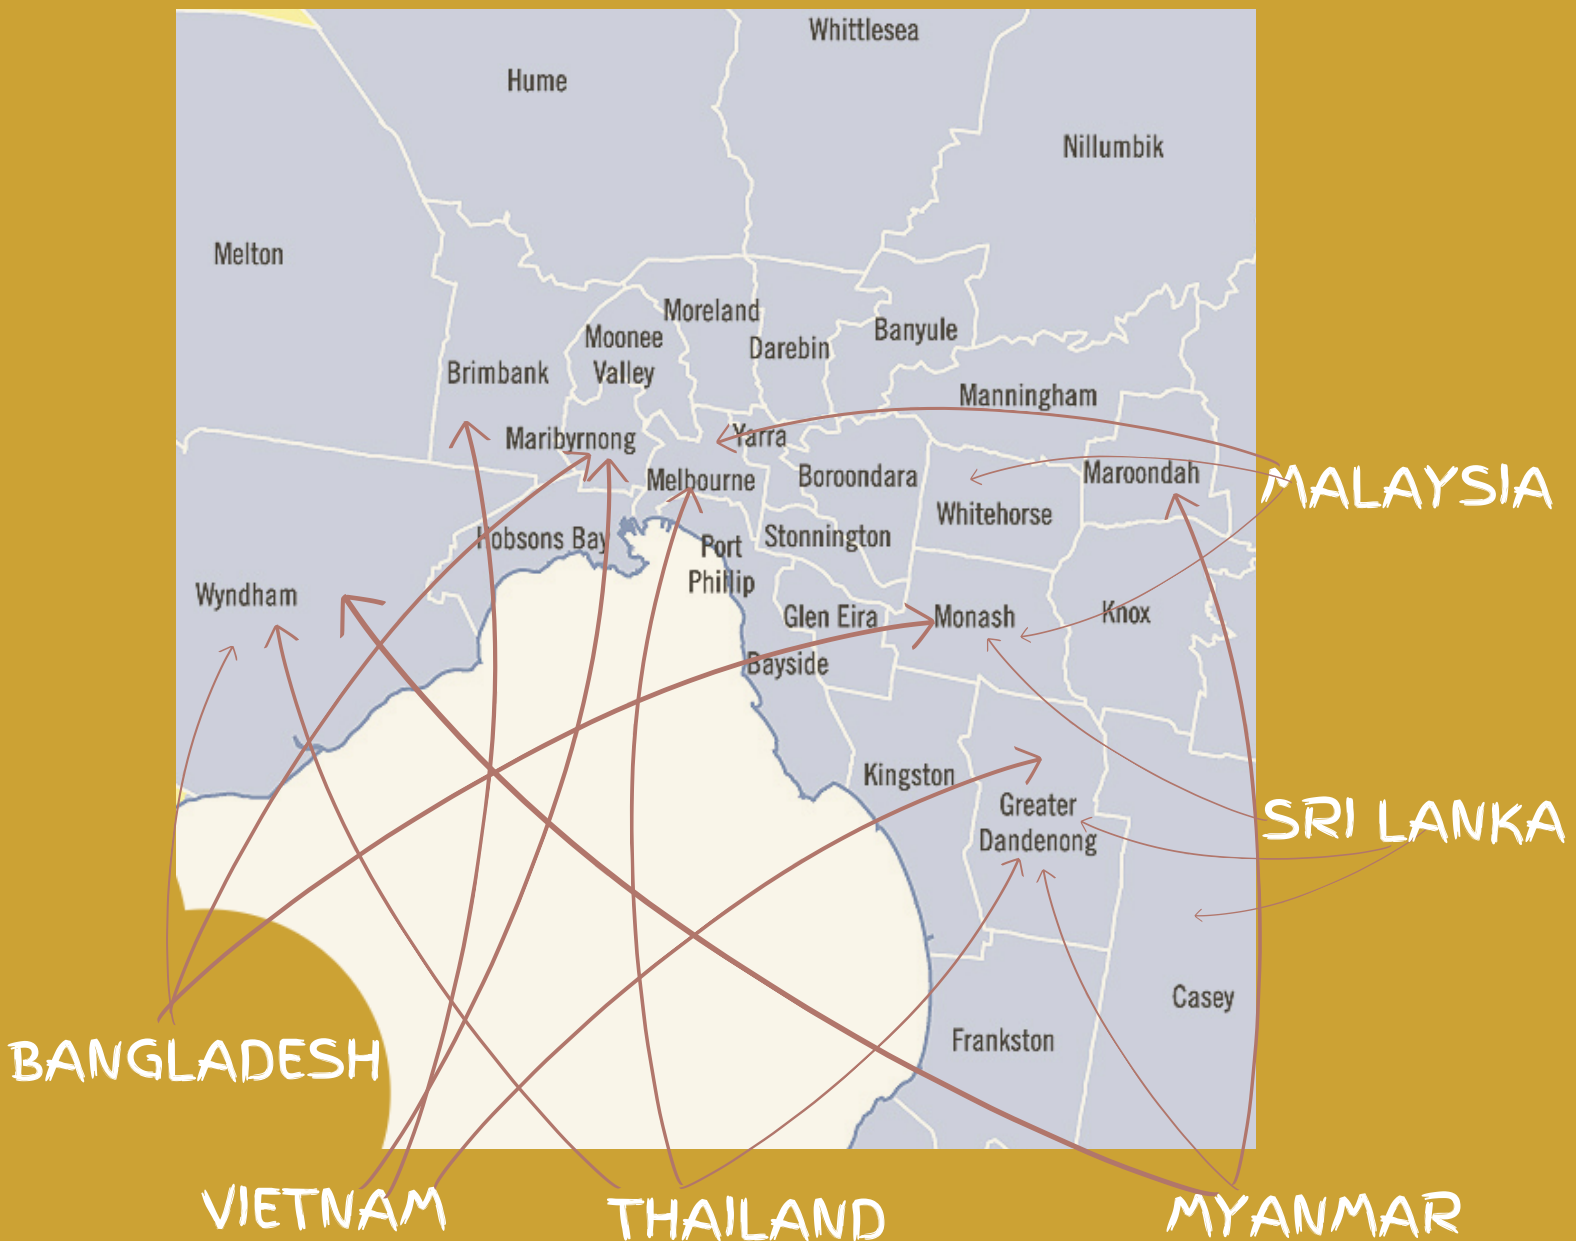 Whittlesea
Hume
Nillumbik
Melton
Moreland
Moonee
Valley
Darebin
Banyule
Brimbank
Manningham
Maribyrnong
Yarra
Melbourne
Boroondara
Maroondah
MALAYSIA
Whitehorse
Hobsons Bay
Port
Phillip
Stonnington
Wyndham
Glen Eira
Monash
Knox
Bayside
Kingston
Greater
Dandenong
SRI LANKA
Casey
Frankston
BANGLADESH
VIETNAM
THAILAND
MYANMAR